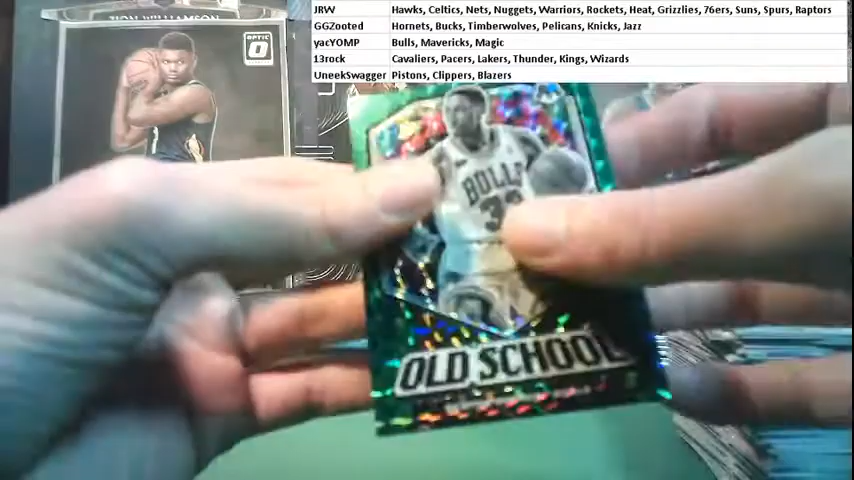 JRW Hawks, Celtics, Nets, Nuggets, Warriors, Rockets, Heat, Grizzlies, 76ers, Suns, Spurs, Raptors
GGZooted Hornets, Bucks, Timberwolves, Pelicans, Knicks, Jazz
yacYOMP Bulls, Mavericks, Magic
13rock Cavaliers, Pacers, Lakers, Thunder, Kings, Wizards
UneekSwagger Pistons, Clippers, Blazers
ZION WILLIAMSON
OPTIC
BULLS
OLD SCHOOL